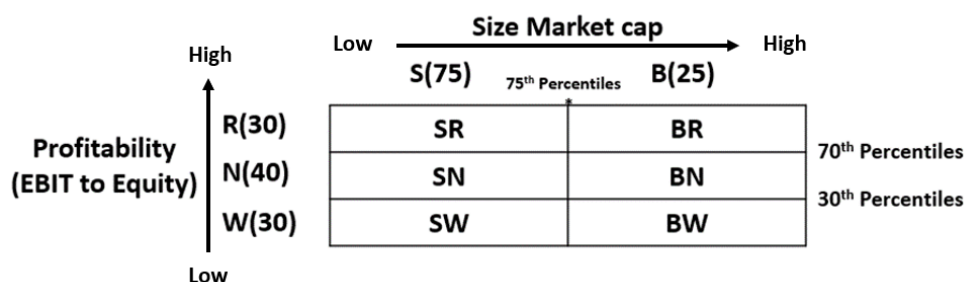 Size Market cap
Low
High
High
S(75)
75th Percentiles
B(25)
R(30)
SR
BR
Profitability
(EBIT to Equity)
70th Percentiles
N(40)
SN
BN
30th Percentiles
W(30)
SW
BW
Low